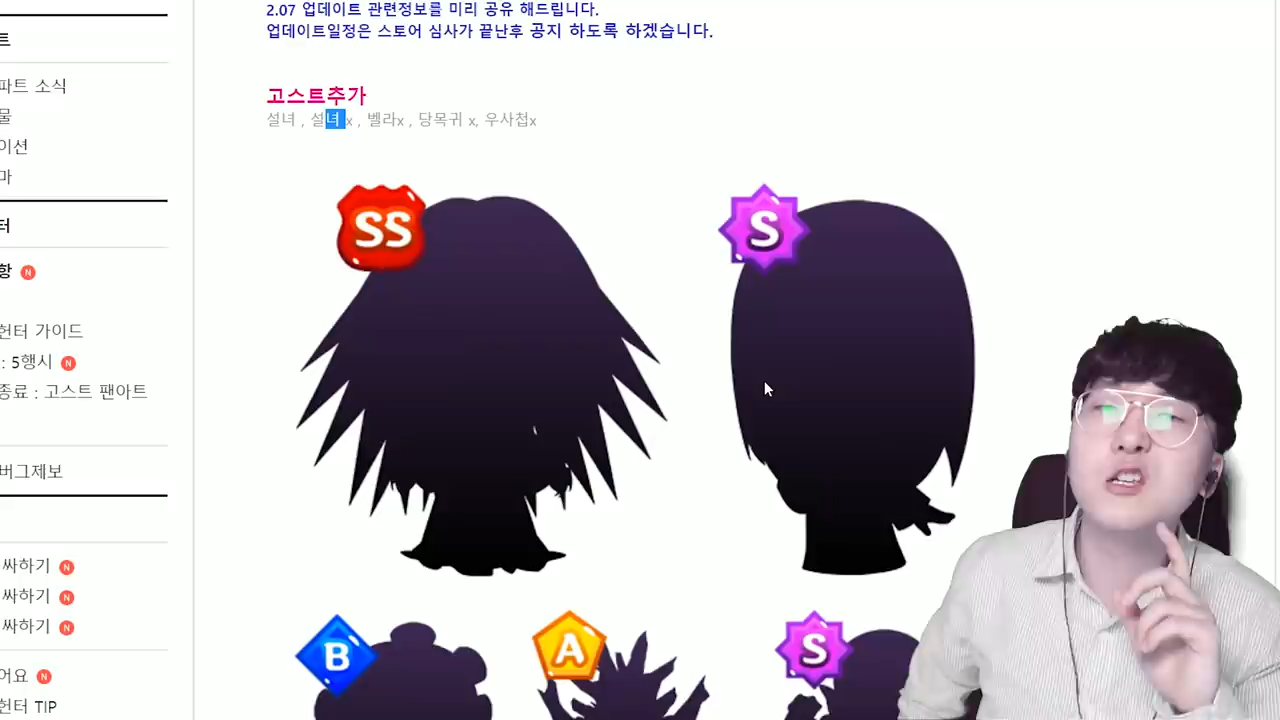 2.07 업데이트 관련정보를 미리 공유 해드립니다.
업데이트일정은 스토어 심사가 끝난후 공지 하도록 하겠습니다.
고스트추가
설녀 , 설녀 x , 벨라x , 당목귀 x, 우사첩x
SS
S
B
A
S
트
파트 소식
물
이션
마
터
항 N
헌터 가이드
: 5행시 N
종료 : 고스트 팬아트
버그제보
싸하기 N
싸하기 N
싸하기 N
어요 N
헌터 TIP